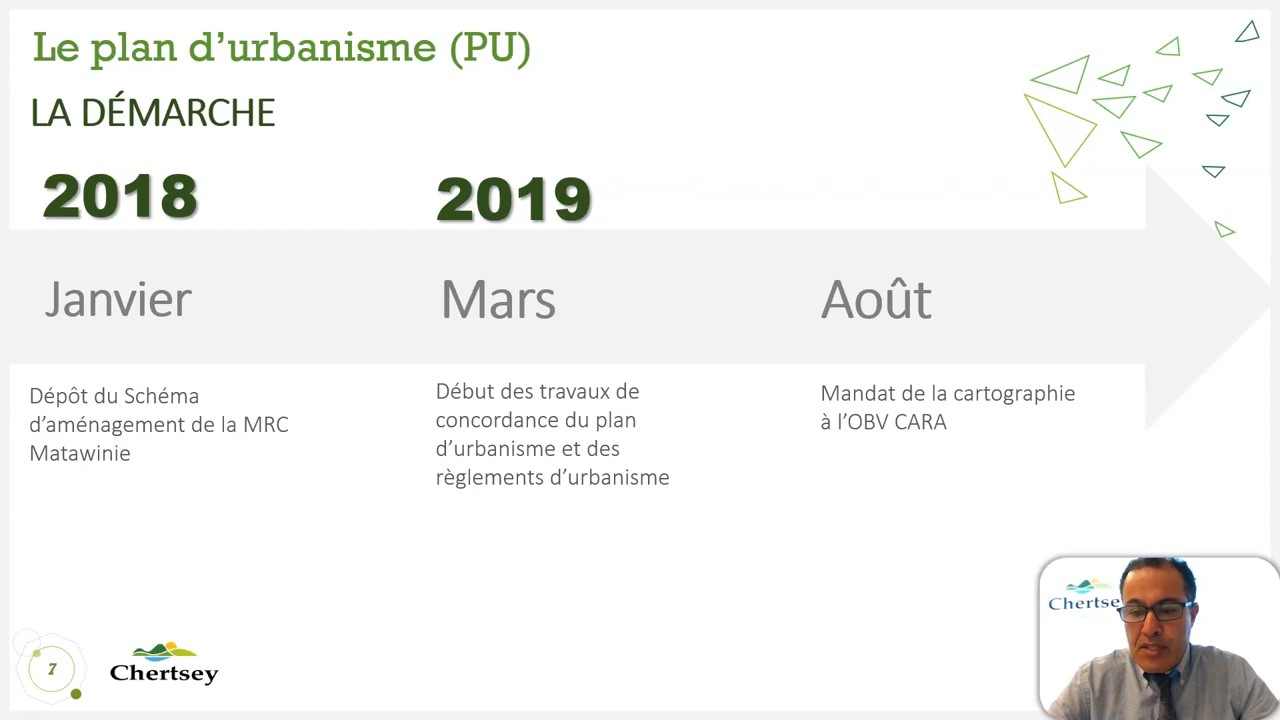 Le plan d’urbanisme (PU)
LA DÉMARCHE
2018
2019
Janvier
Mars
Août
Dépôt du Schéma
d’aménagement de la MRC
Matawinie
Début des travaux de
concordance du plan
d’urbanisme et des
règlements d’urbanisme
Mandat de la cartographie
à l’OBV CARA
7
Chertsey
Chertse